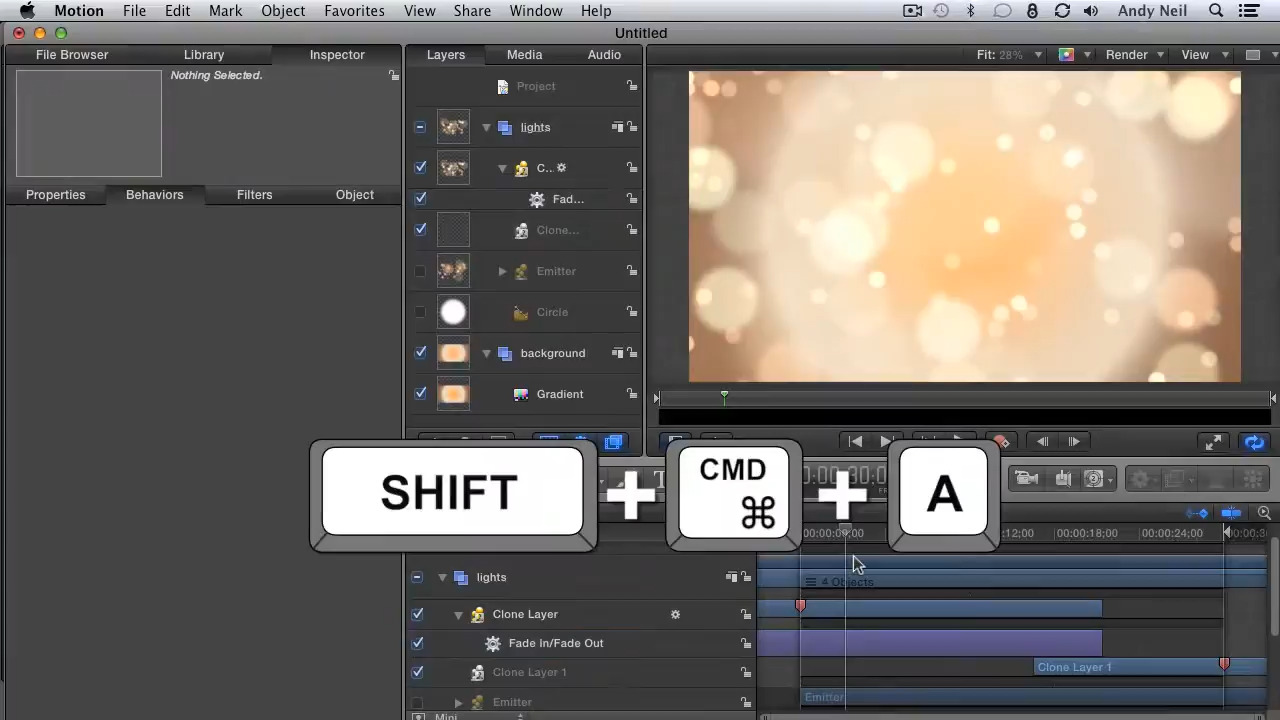 Motion File Edit Mark Object Favorites View Share Window Help Andy Neil
Untitled
File Browser Library Inspector Layers Media Audio Fit: 28% Render View
Nothing Selected.
Project
lights
C..
Fad...
Clone...
Emitter
Circle
background
Gradient
Properties Behaviors Filters Object
SHIFT + CMD ⌘ + A
00:00:18;00 00:00:24;00
lights
4 Objects
Clone Layer
Fade In/Fade Out
Clone Layer 1
Clone Layer 1
Emitter
Emitter
Mini